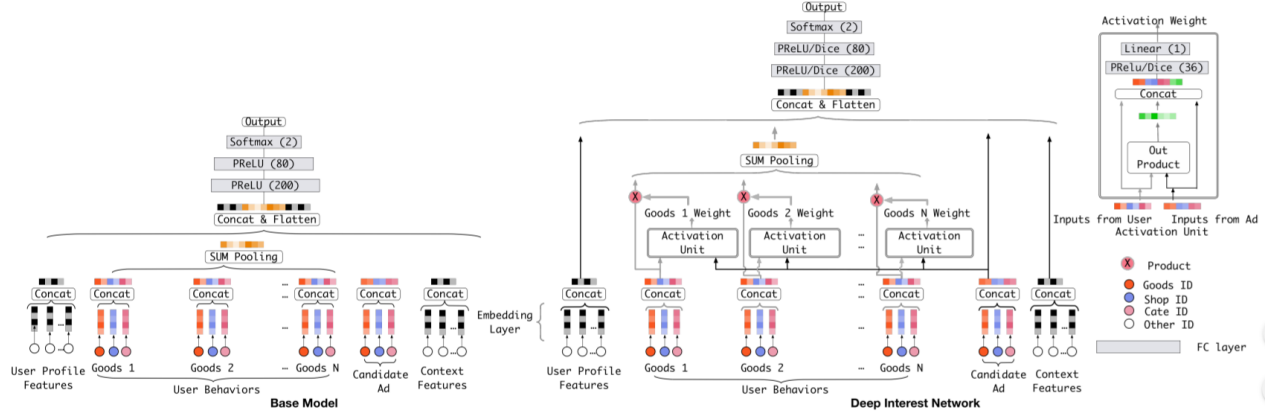 Output
Softmax (2)
PReLU (80)
PReLU (200)
Concat & Flatten
SUM Pooling
Concat
Concat
Concat
...
Concat
Concat
Concat
...
...
...
...
...
...
...
User Profile
Features
Goods 1
Goods 2
... Goods N
User Behaviors
Candidate
Ad
Context
Features
Base Model
Output
Softmax (2)
PReLU/Dice (80)
PReLU/Dice (200)
Concat & Flatten
SUM Pooling
X
X
X
Goods 1 Weight
Goods 2 Weight
Goods N Weight
Activation
Unit
Activation
Unit
...
...
Activation
Unit
Embedding
Layer
Concat
Concat
Concat
...
...
Concat
Concat
Concat
...
...
...
...
...
...
User Profile
Features
Goods 1
Goods 2
...
Goods N
User Behaviors
Candidate
Ad
Context
Features
Deep Interest Network
Activation Weight
Linear (1)
PRelu/Dice (36)
Concat
Out
Product
Inputs from User
Inputs from Ad
Activation Unit
X
Product
Goods ID
Shop ID
Cate ID
Other ID
FC layer